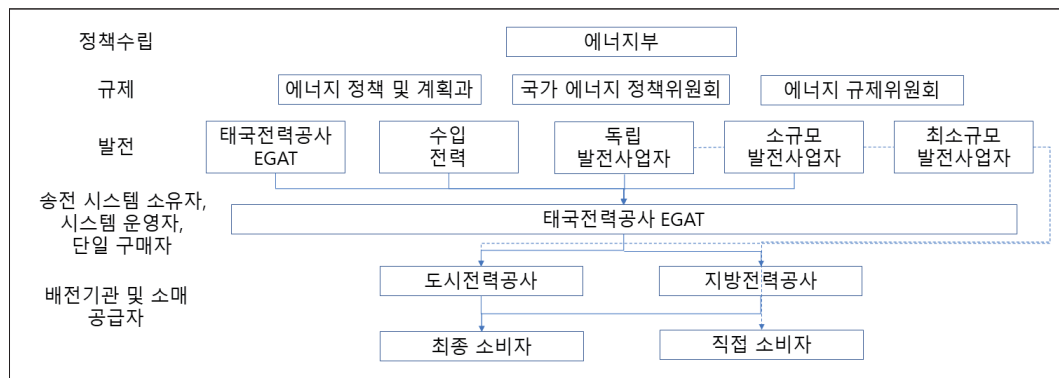 정책수립
에너지부
규제
에너지 정책 및 계획과
국가 에너지 정책위원회
에너지 규제위원회
발전
태국전력공사
EGAT
수입
전력
독립
발전사업자
소규모
발전사업자
최소규모
발전사업자
송전 시스템 소유자,
시스템 운영자,
단일 구매자
태국전력공사 EGAT
배전기관 및 소매
공급자
도시전력공사
지방전력공사
최종 소비자
직접 소비자